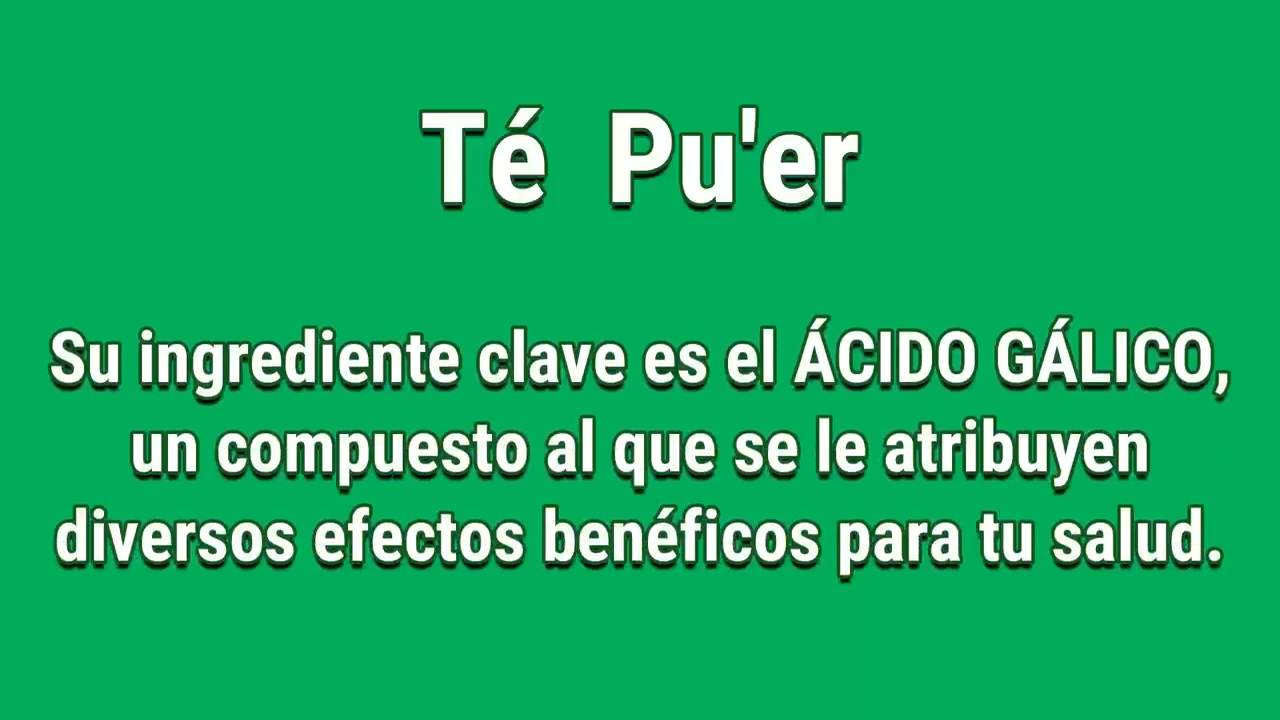 Té Pu'er
Su ingrediente clave es el ÁCIDO GÁLICO,
un compuesto al que se le atribuyen
diversos efectos benéficos para tu salud.